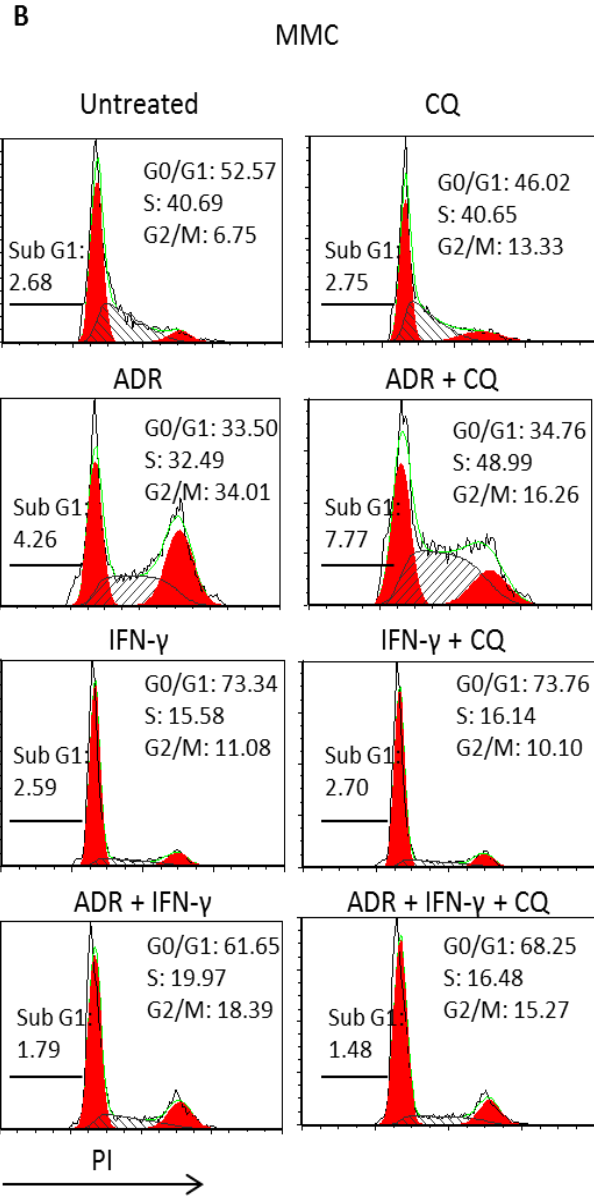 B
MMC
Untreated
G0/G1: 52.57
S: 40.69
G2/M: 6.75
Sub G1:
2.68
CQ
G0/G1: 46.02
S: 40.65
G2/M: 13.33
Sub G1:
2.75
ADR
G0/G1: 33.50
S: 32.49
G2/M: 34.01
Sub G1:
4.26
ADR + CQ
G0/G1: 34.76
S: 48.99
G2/M: 16.26
Sub G1:
7.77
IFN-γ
G0/G1: 73.34
S: 15.58
G2/M: 11.08
Sub G1:
2.59
IFN-γ + CQ
G0/G1: 73.76
S: 16.14
G2/M: 10.10
Sub G1:
2.70
ADR + IFN-γ
G0/G1: 61.65
S: 19.97
G2/M: 18.39
Sub G1:
1.79
ADR + IFN-γ + CQ
G0/G1: 68.25
S: 16.48
G2/M: 15.27
Sub G1:
1.48
PI